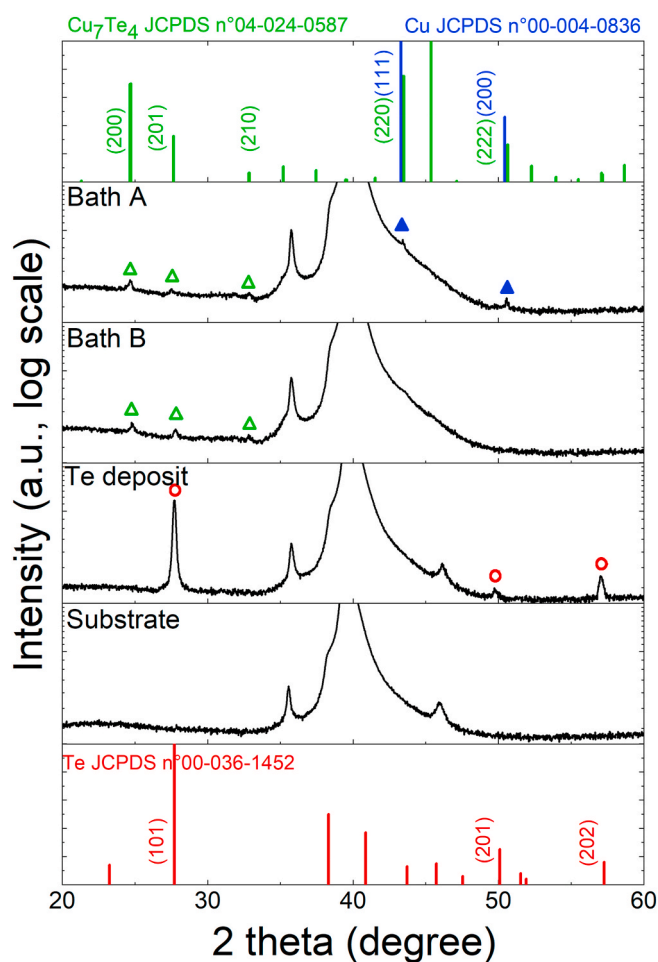 Cu₇Te₄ JCPDS n°04-024-0587
Cu JCPDS n°00-004-0836
(200)
(201)
(210)
(220)
(111)
(222)
(200)
Bath A
Bath B
Te deposit
Substrate
Te JCPDS n°00-036-1452
(101)
(201)
(202)
Intensity (a.u., log scale)
20 30 40 50 60
2 theta (degree)